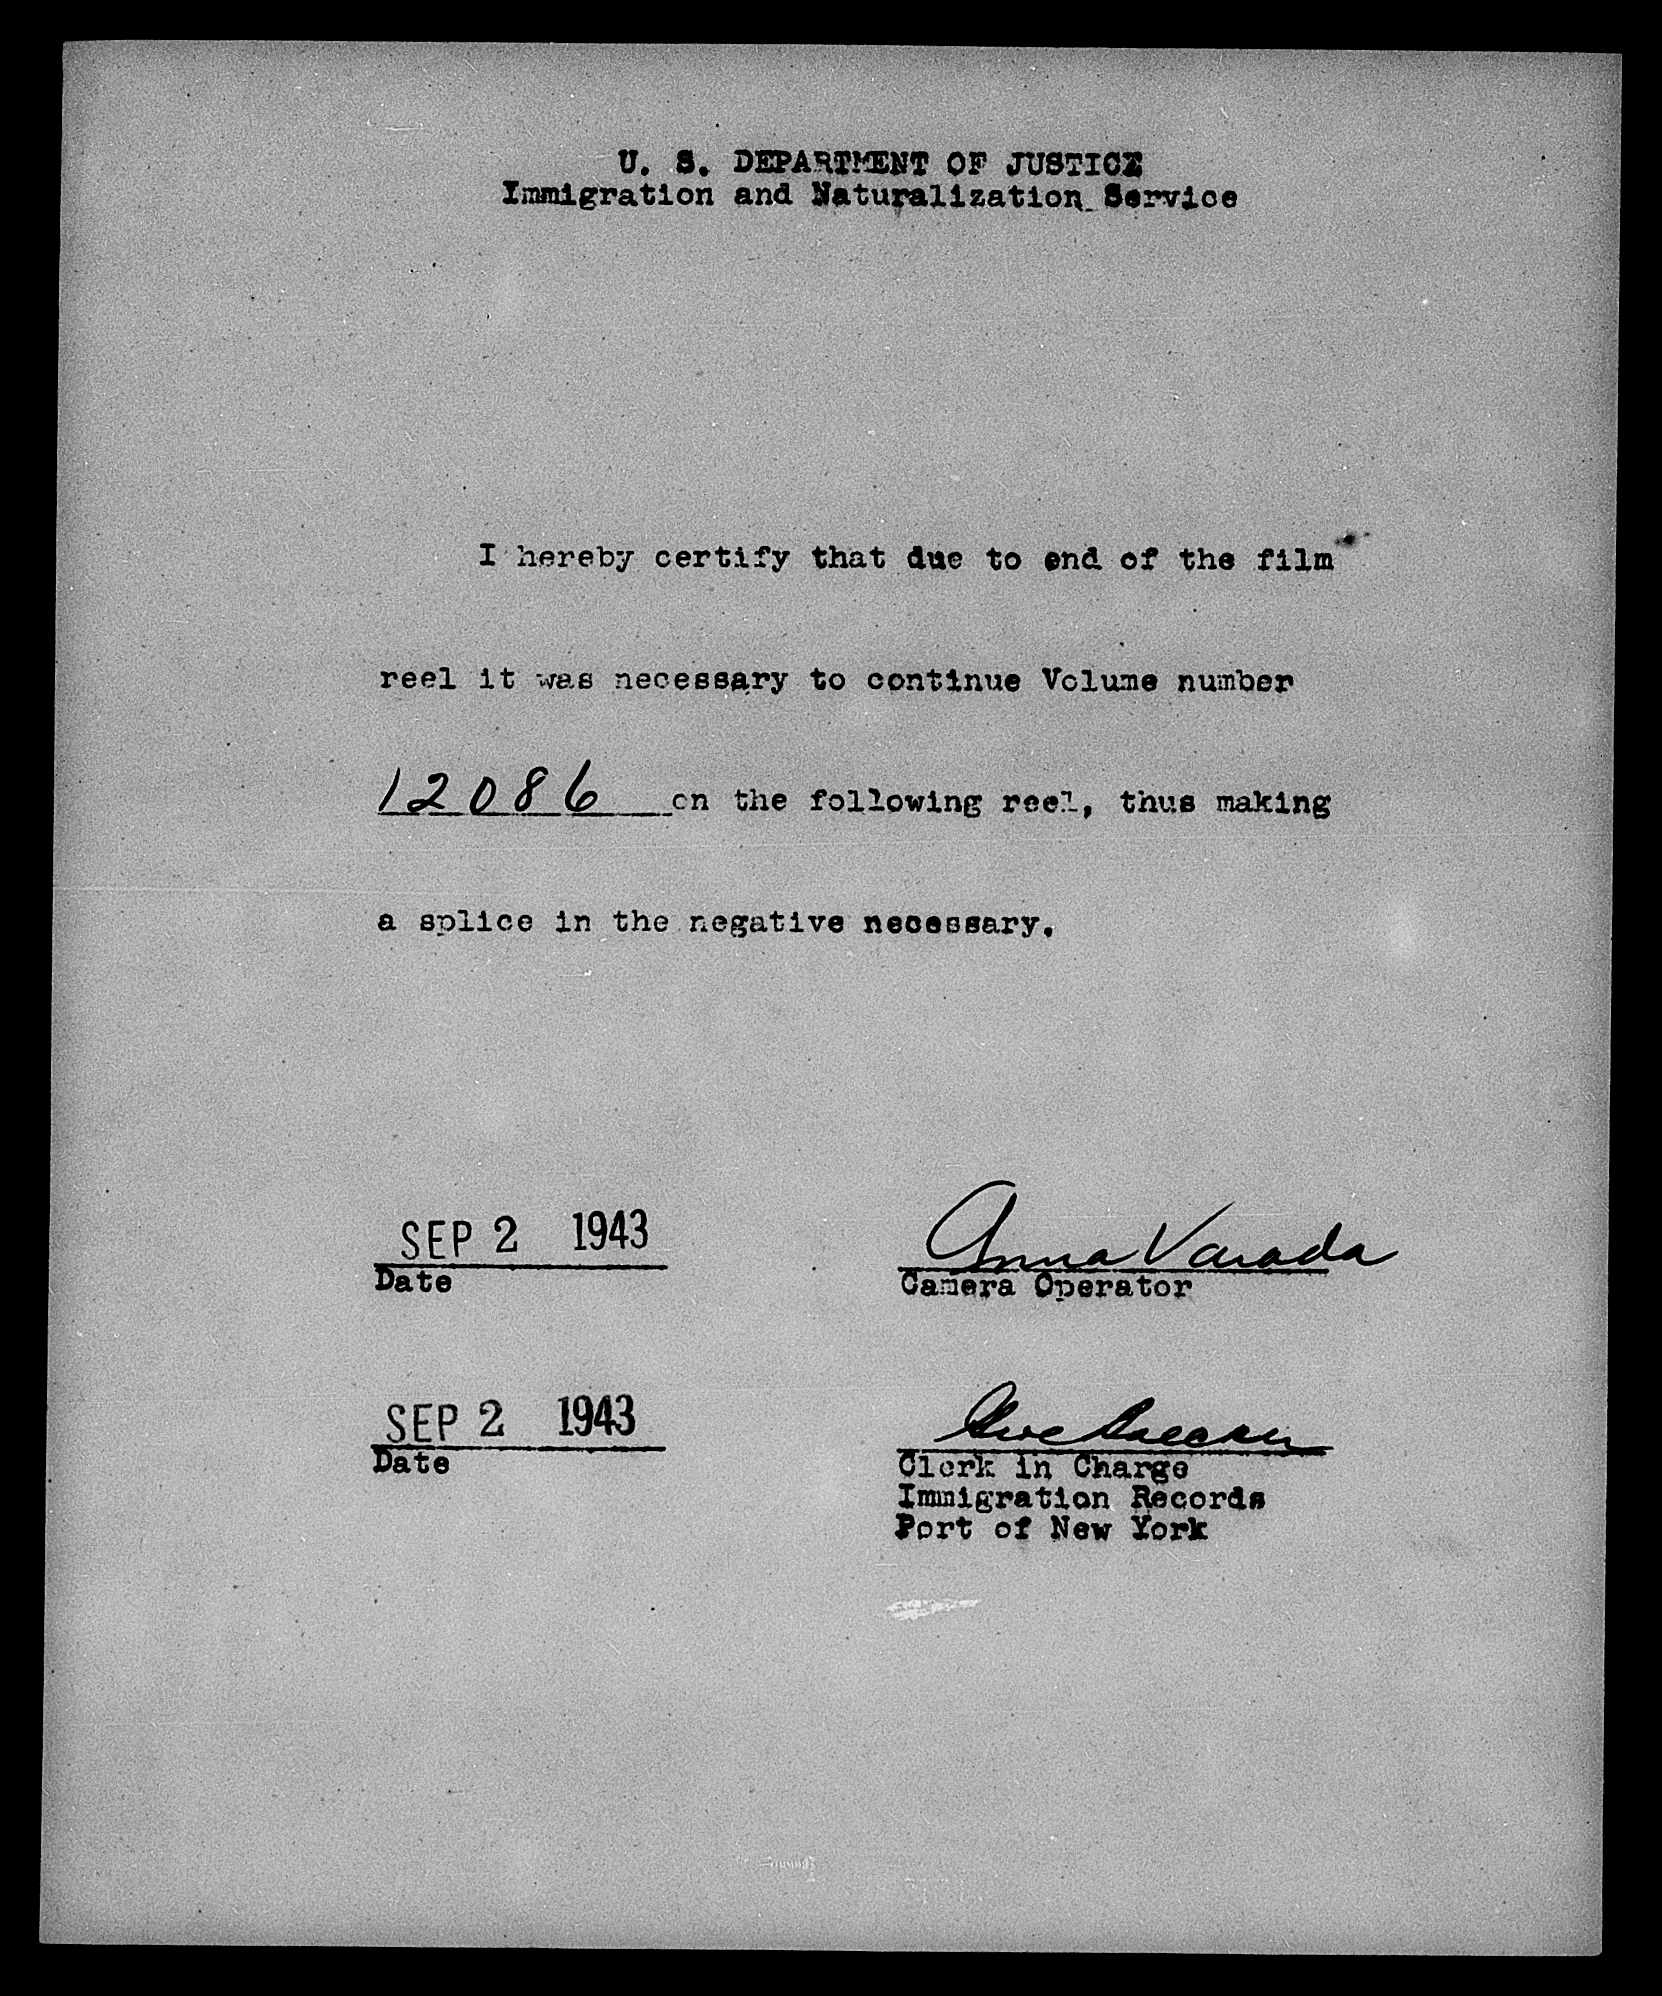 U. S. DEPARTMENT OF JUSTICE
Immigration and Naturalization Service
I hereby certify that due to end of the film
reel it was necessary to continue Volume number
12086 on the following reel, thus making
a splice in the negative necessary.
SEP 2 1943
Date
Anna Varada
Camera Operator
SEP 2 1943
Date
Clerk in Charge
Immigration Records
Port of New York